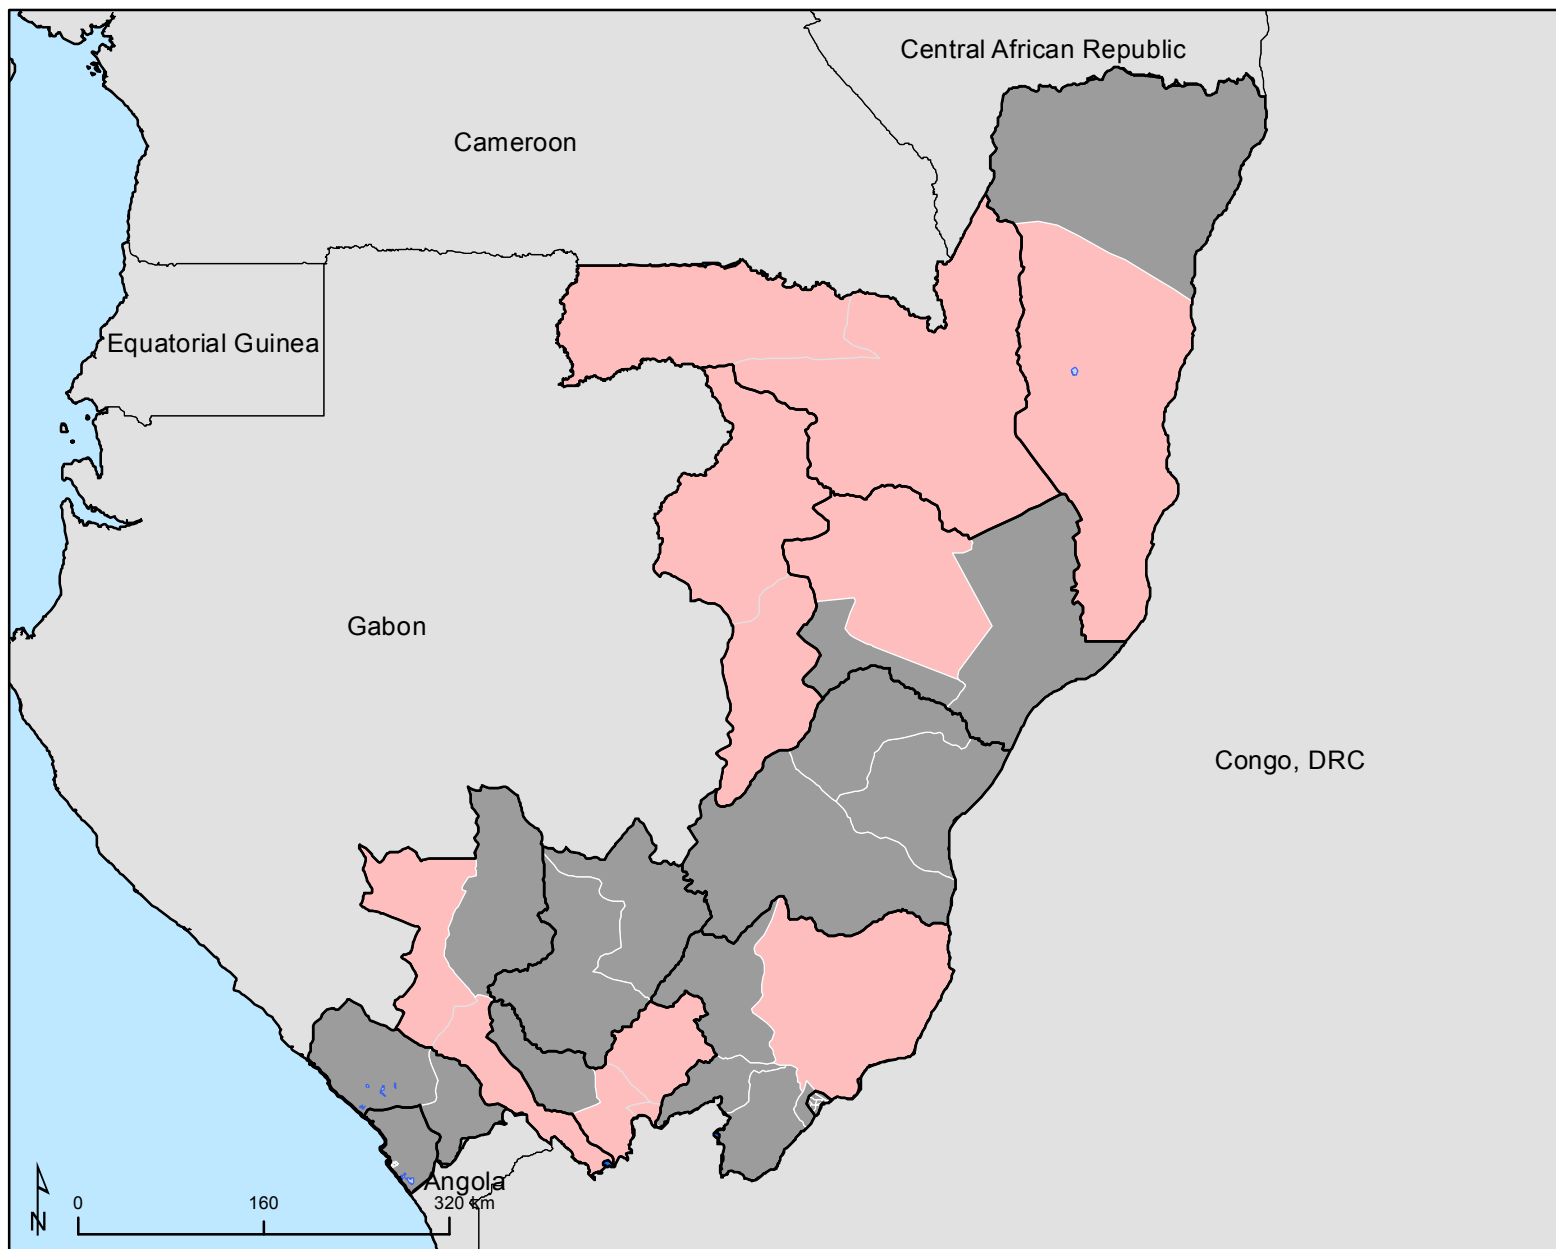 Central African Republic
Cameroon
Equatorial Guinea
Gabon
Congo, DRC
Angola
0 160 320 km
N